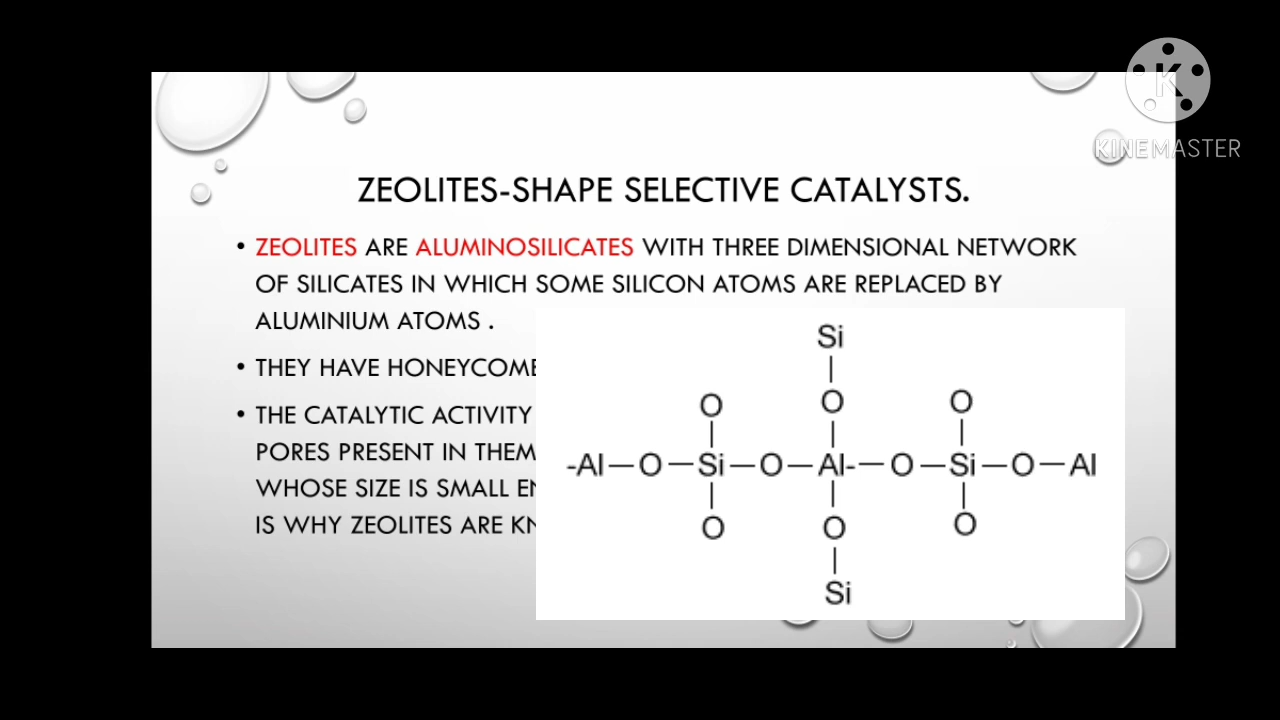 K
KINEMASTER
ZEOLITES-SHAPE SELECTIVE CATALYSTS.
• ZEOLITES ARE ALUMINOSILICATES WITH THREE DIMENSIONAL NETWORK
OF SILICATES IN WHICH SOME SILICON ATOMS ARE REPLACED BY
ALUMINIUM ATOMS .
• THEY HAVE
• THE CATALYTIC ACTIVITY
PORES PRESENT IN THEM
WHOSE SIZE IS SMALL
IS WHY ZEOLITES ARE
Si
O O O
-Al—O—Si—O—Al-—O—Si—O—Al
O O O
Si